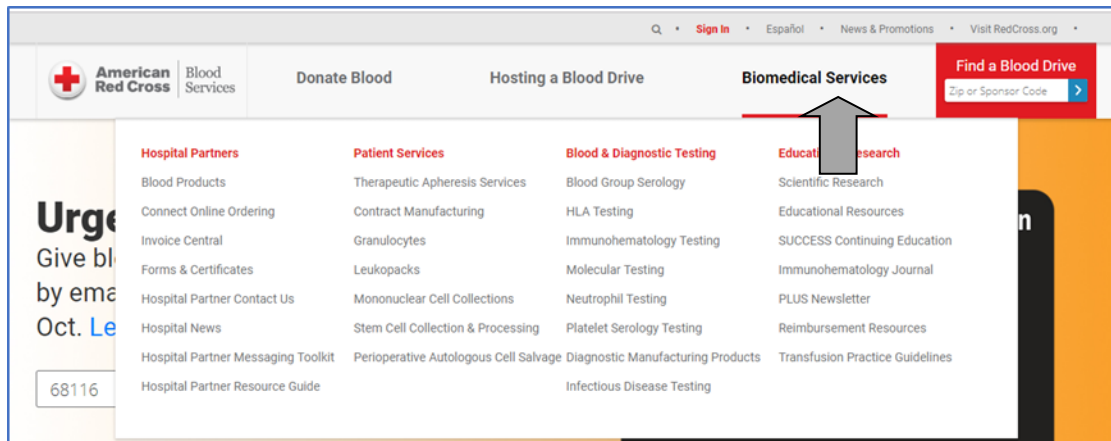 Sign In • Español • News & Promotions • Visit RedCross.org •
American
Red Cross
Blood
Services
Donate Blood
Hosting a Blood Drive
Biomedical Services
Find a Blood Drive
Zip or Sponsor Code
Hospital Partners
Blood Products
Connect Online Ordering
Invoice Central
Forms & Certificates
Hospital Partner Contact Us
Hospital News
Hospital Partner Messaging Toolkit
Hospital Partner Resource Guide
Patient Services
Therapeutic Apheresis Services
Contract Manufacturing
Granulocytes
Leukopacks
Mononuclear Cell Collections
Stem Cell Collection & Processing
Perioperative Autologous Cell Salvage
Blood & Diagnostic Testing
Blood Group Serology
HLA Testing
Immunohematology Testing
Molecular Testing
Neutrophil Testing
Platelet Serology Testing
Diagnostic Manufacturing Products
Infectious Disease Testing
Educati esearch
Scientific Research
Educational Resources
SUCCESS Continuing Education
Immunohematology Journal
PLUS Newsletter
Reimbursement Resources
Transfusion Practice Guidelines
Urge
Give bl
by ema
Oct. Le
68116
n